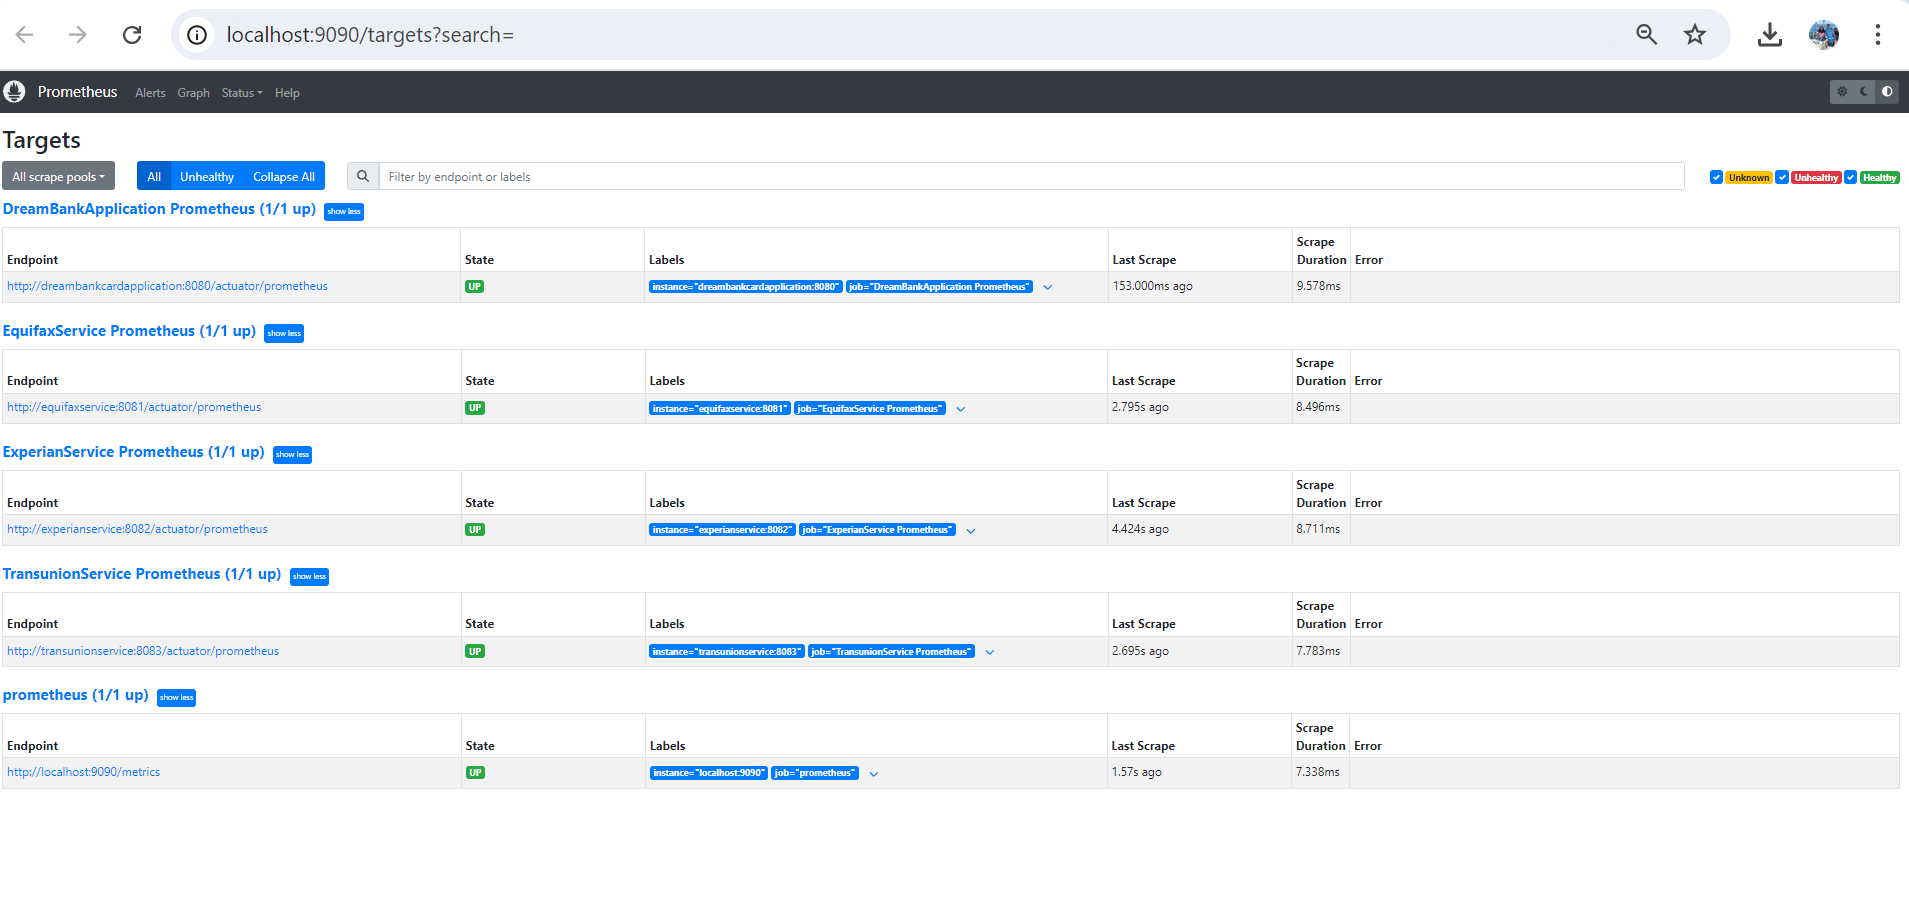 localhost:9090/targets?search=
Prometheus Alerts Graph Status Help
Targets
All scrape pools All Unhealthy Collapse All Filter by endpoint or labels Unknown Unhealthy Healthy
DreamBankApplication Prometheus (1/1 up) show less
Endpoint State Labels Last Scrape Scrape Duration Error
http://dreambankcardapplication:8080/actuator/prometheus UP instance="dreambankcardapplication:8080" job="DreamBankApplication Prometheus" 153.000ms ago 9.578ms
EquifaxService Prometheus (1/1 up) show less
Endpoint State Labels Last Scrape Scrape Duration Error
http://equifaxservice:8081/actuator/prometheus UP instance="equifaxservice:8081" job="EquifaxService Prometheus" 2.795s ago 8.496ms
ExperianService Prometheus (1/1 up) show less
Endpoint State Labels Last Scrape Scrape Duration Error
http://experianservice:8082/actuator/prometheus UP instance="experianservice:8082" job="ExperianService Prometheus" 4.424s ago 8.711ms
TransunionService Prometheus (1/1 up) show less
Endpoint State Labels Last Scrape Scrape Duration Error
http://transunionservice:8083/actuator/prometheus UP instance="transunionservice:8083" job="TransunionService Prometheus" 2.695s ago 7.783ms
prometheus (1/1 up) show less
Endpoint State Labels Last Scrape Scrape Duration Error
http://localhost:9090/metrics UP instance="localhost:9090" job="prometheus" 1.57s ago 7.338ms